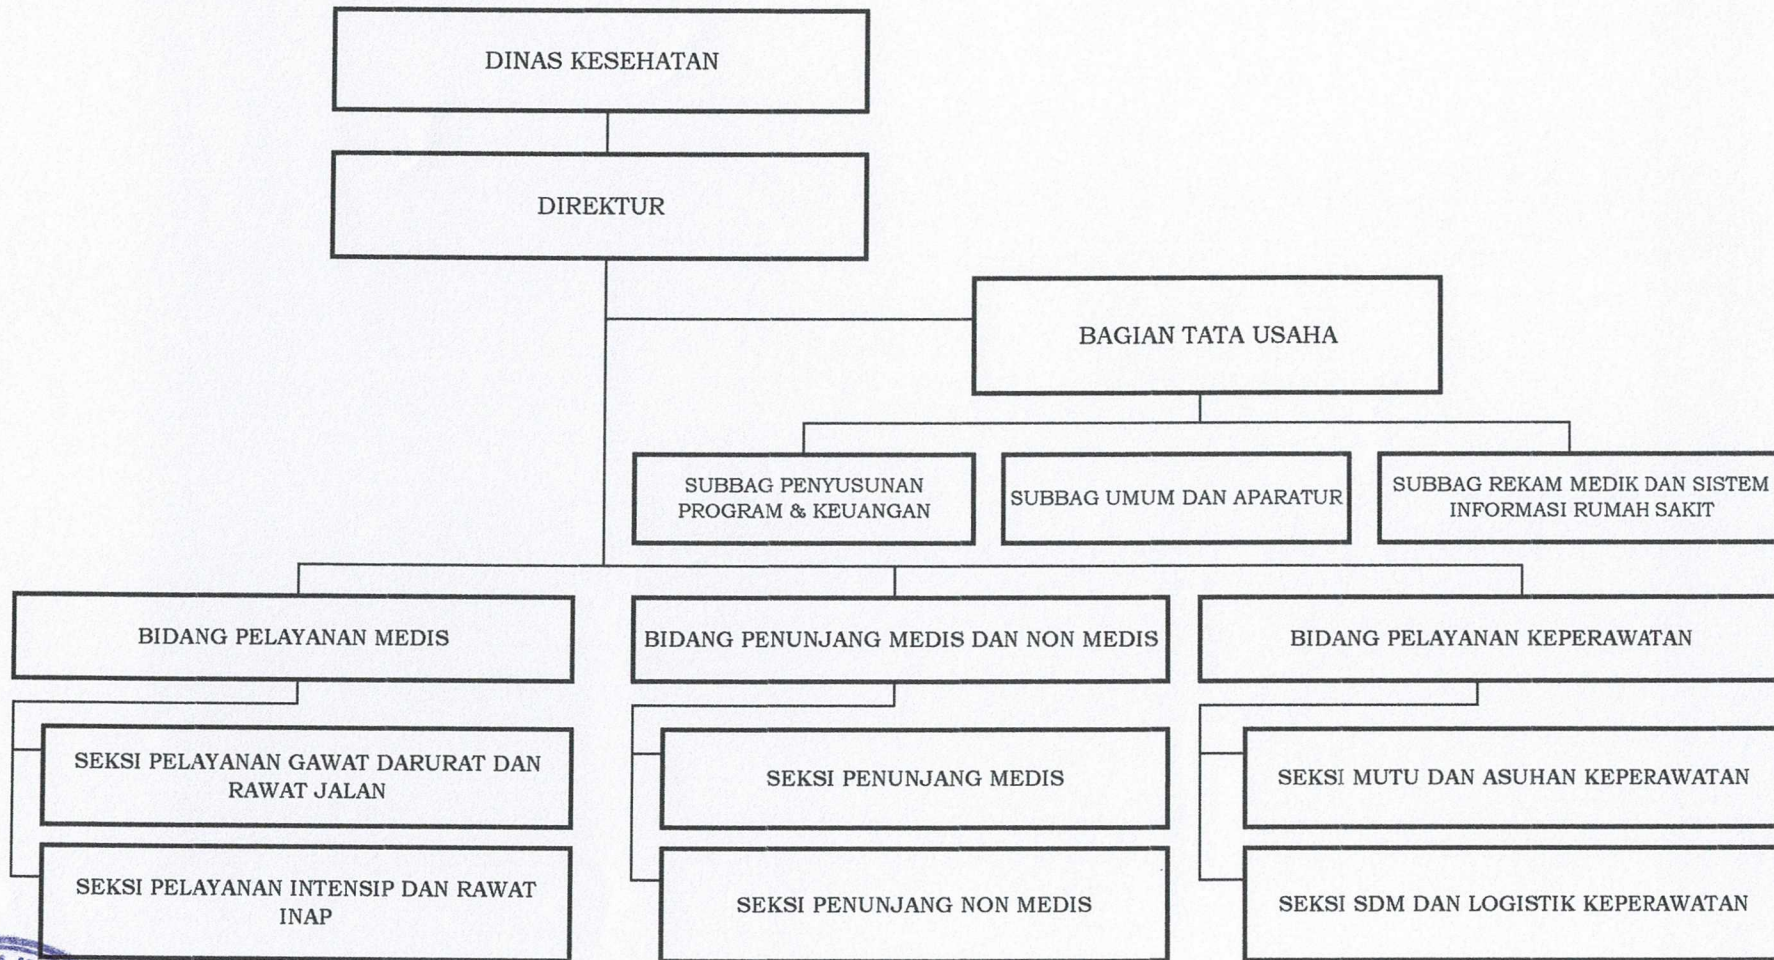 DINAS KESEHATAN
DIREKTUR
BAGIAN TATA USAHA
SUBBAG PENYUSUNAN
PROGRAM & KEUANGAN
SUBBAG UMUM DAN APARATUR
SUBBAG REKAM MEDIK DAN SISTEM
INFORMASI RUMAH SAKIT
BIDANG PELAYANAN MEDIS
BIDANG PENUNJANG MEDIS DAN NON MEDIS
BIDANG PELAYANAN KEPERAWATAN
SEKSI PELAYANAN GAWAT DARURAT DAN
RAWAT JALAN
SEKSI PENUNJANG MEDIS
SEKSI MUTU DAN ASUHAN KEPERAWATAN
SEKSI PELAYANAN INTENSIP DAN RAWAT
INAP
SEKSI PENUNJANG NON MEDIS
SEKSI SDM DAN LOGISTIK KEPERAWATAN